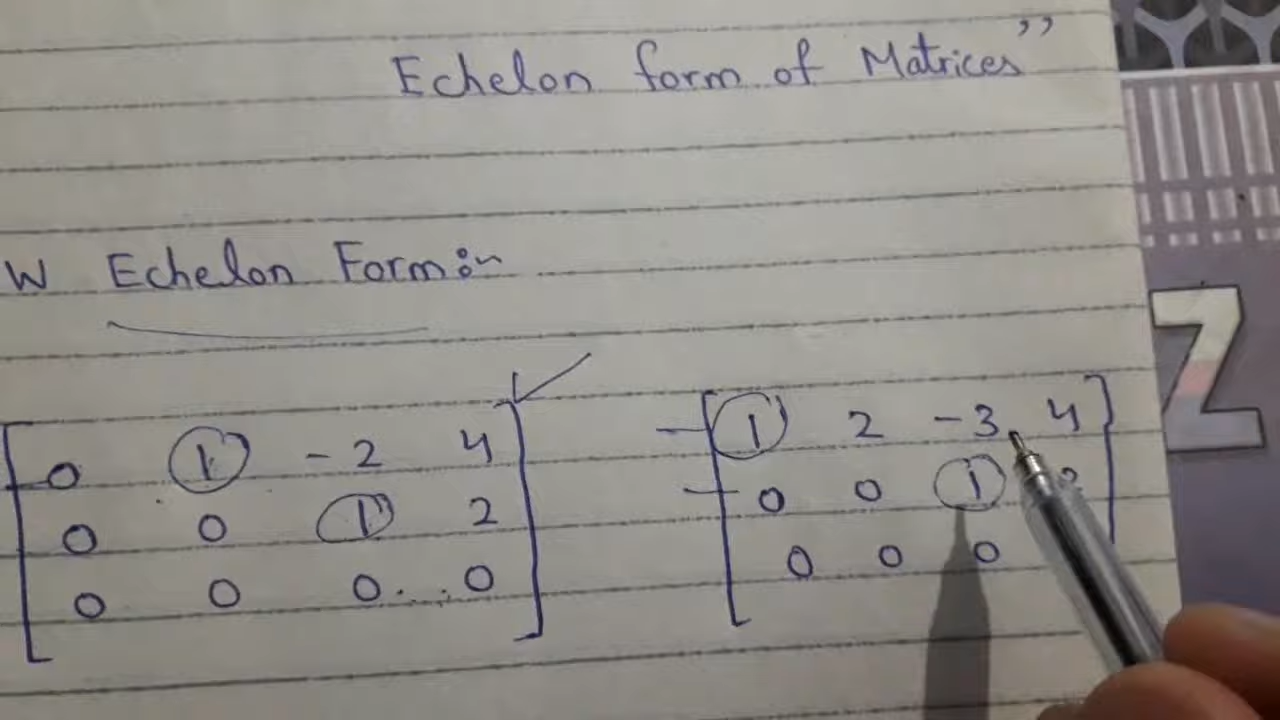 Echelon form of Matrices”
W Echelon Form:~
0 1 -2 4
0 0 1 2
0 0 0 0
1 2 -3 4
0 0 1 2
0 0 0
Z